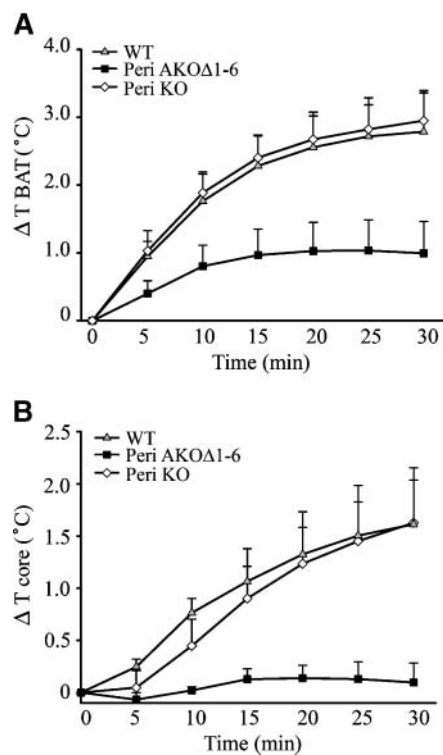 A
WT
Peri AKOΔ1-6
Peri KO
Δ T BAT (°C)
4.0
3.0
2.0
1.0
0.0
0 5 10 15 20 25 30
Time (min)
B
WT
Peri AKOΔ1-6
Peri KO
Δ T core (°C)
2.5
2.0
1.5
1.0
0.5
0
0 5 10 15 20 25 30
Time (min)